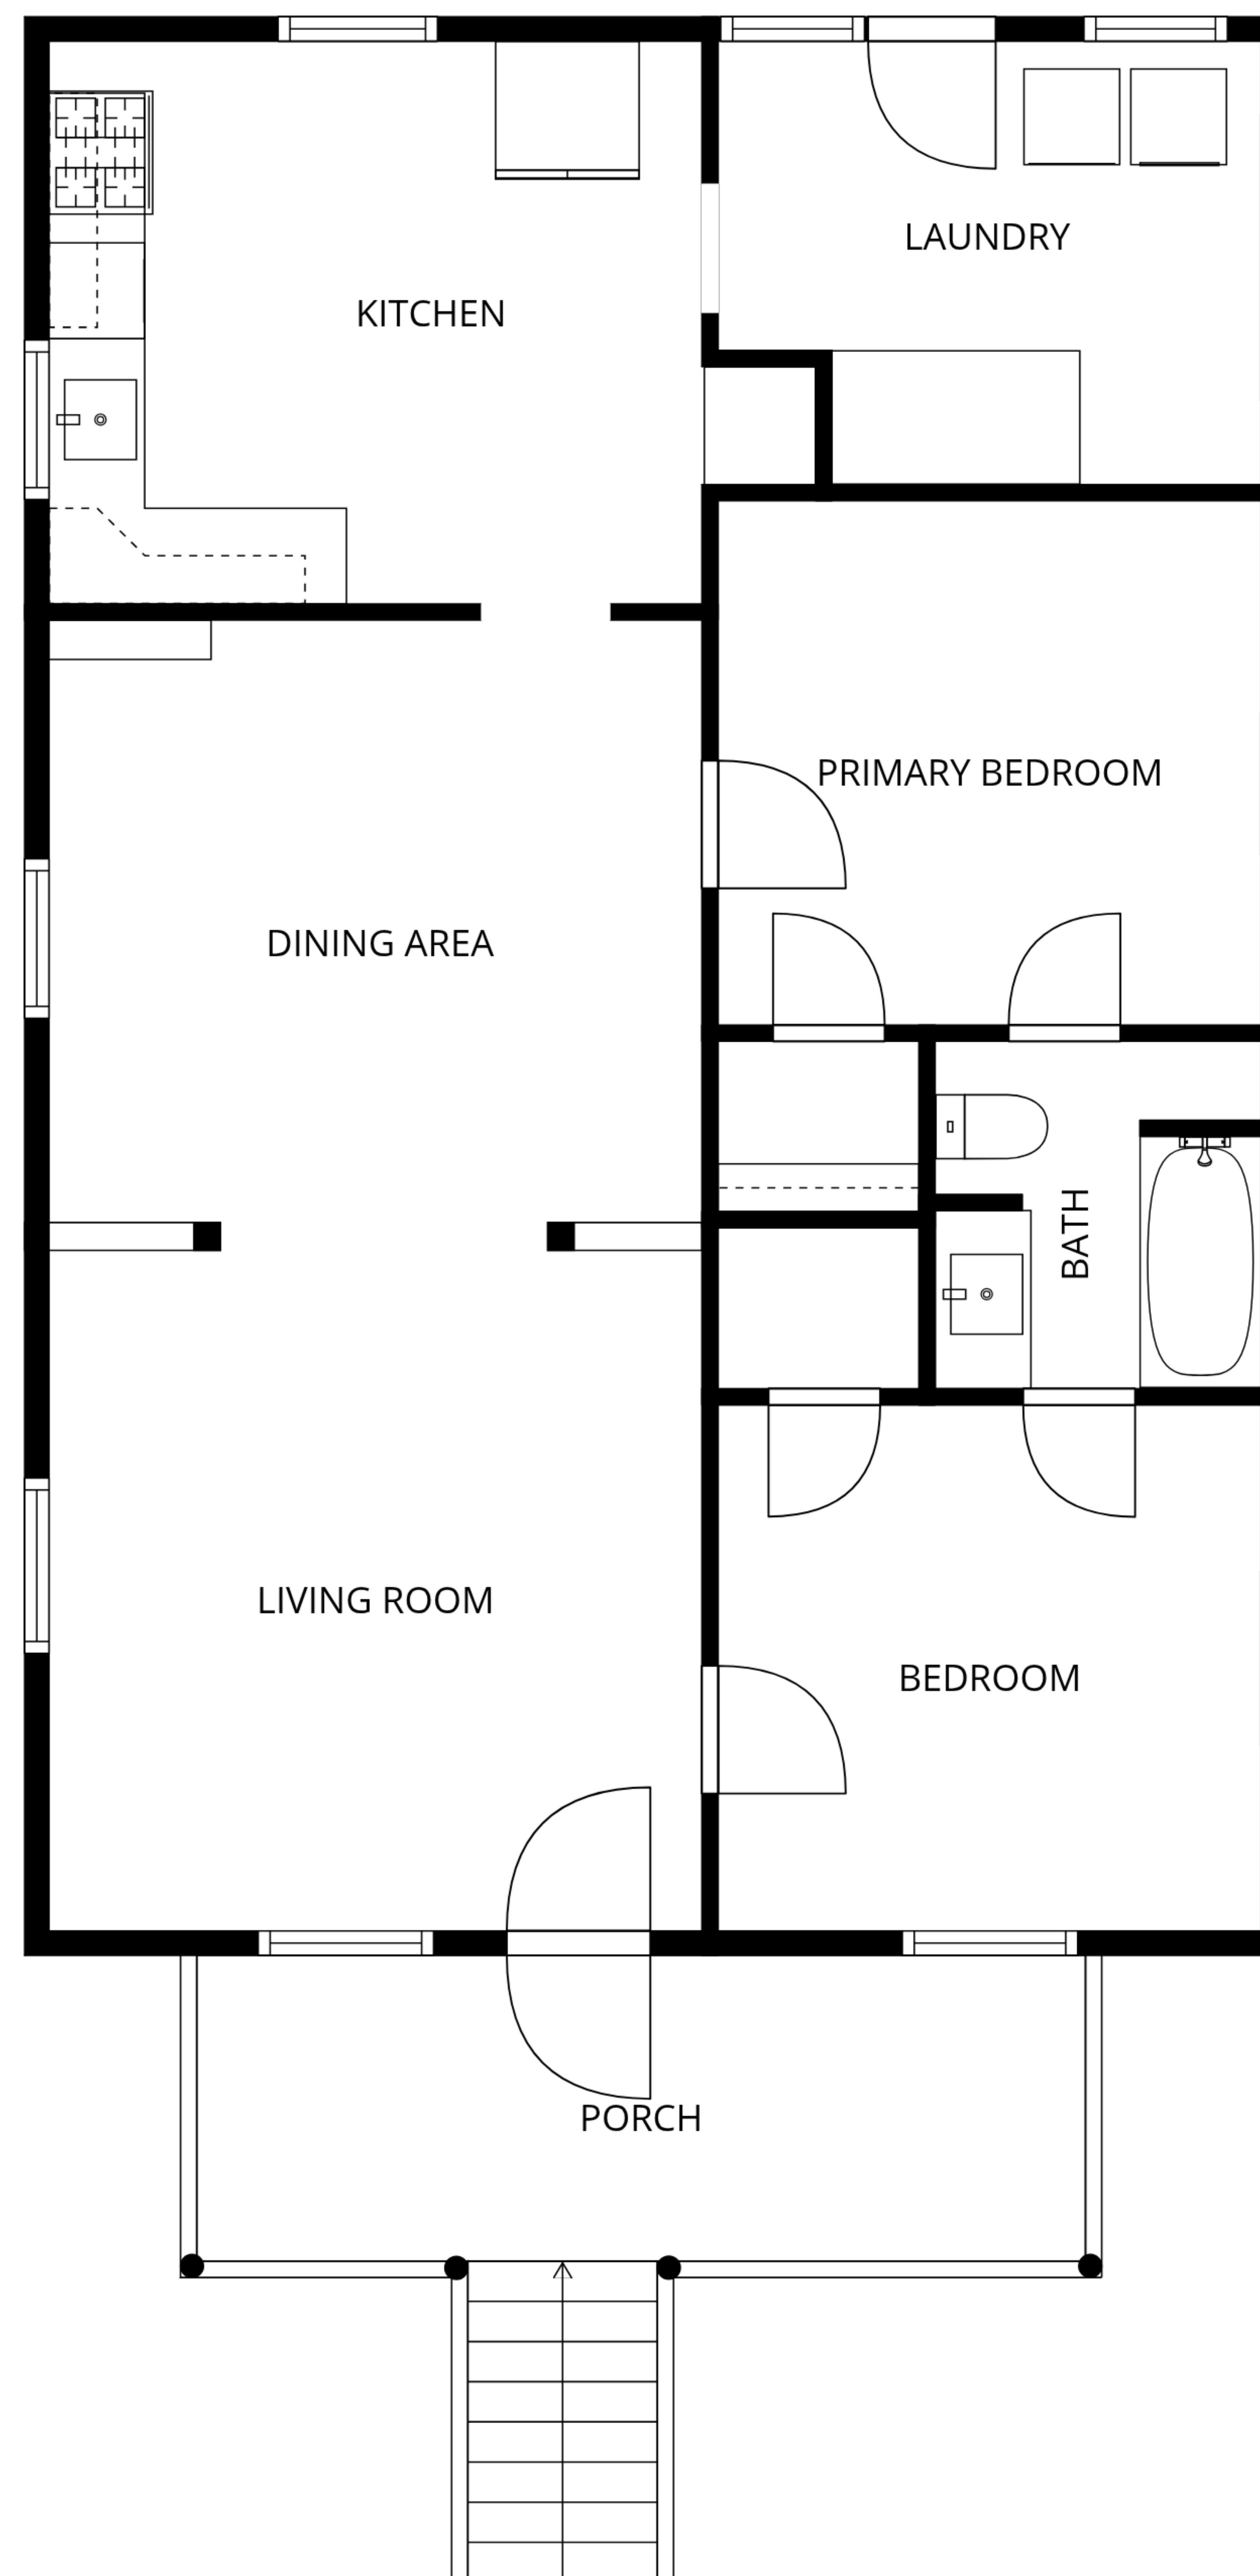 LAUNDRY
KITCHEN
PRIMARY BEDROOM
DINING AREA
BATH
LIVING ROOM
BEDROOM
PORCH